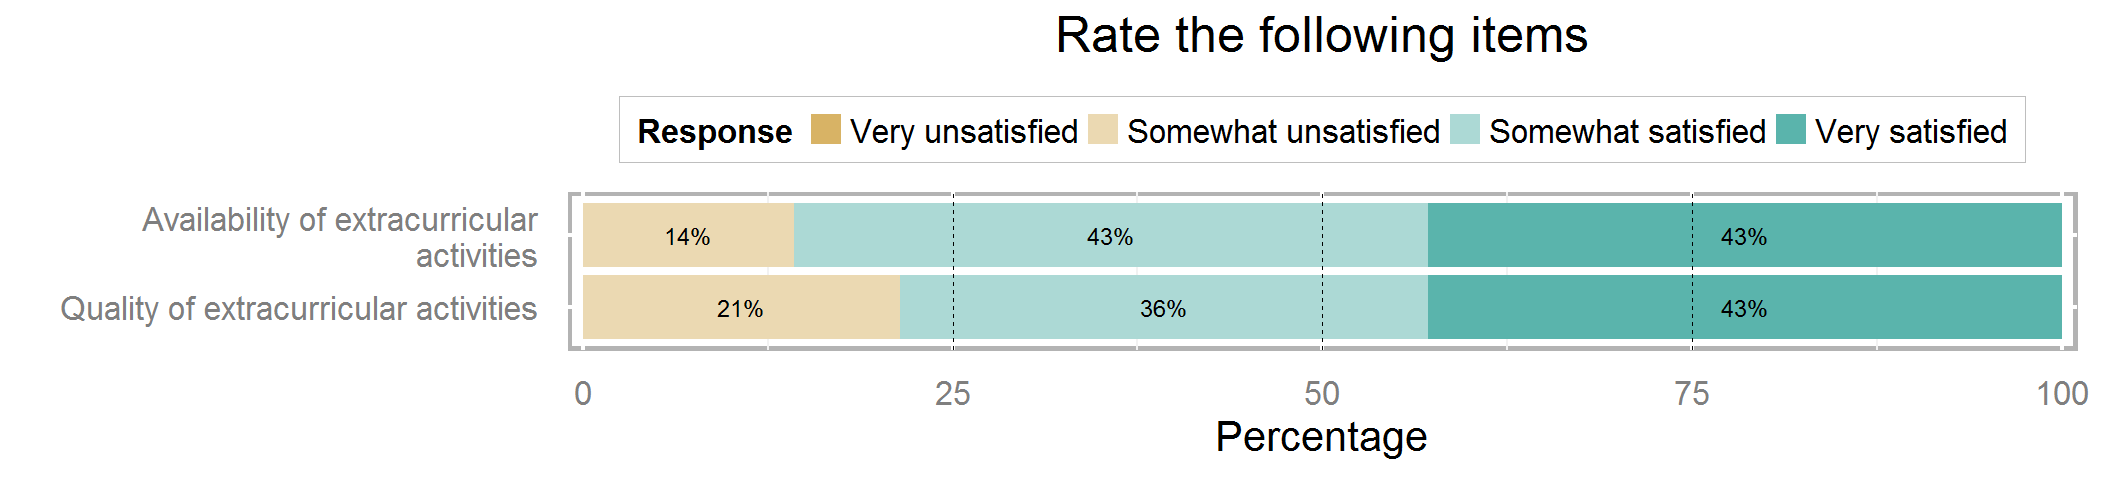 Rate the following items
Response Very unsatisfied Somewhat unsatisfied Somewhat satisfied Very satisfied
Availability of extracurricular
activities
14% 43% 43%
Quality of extracurricular activities
21% 36% 43%
0 25 50 75 100
Percentage